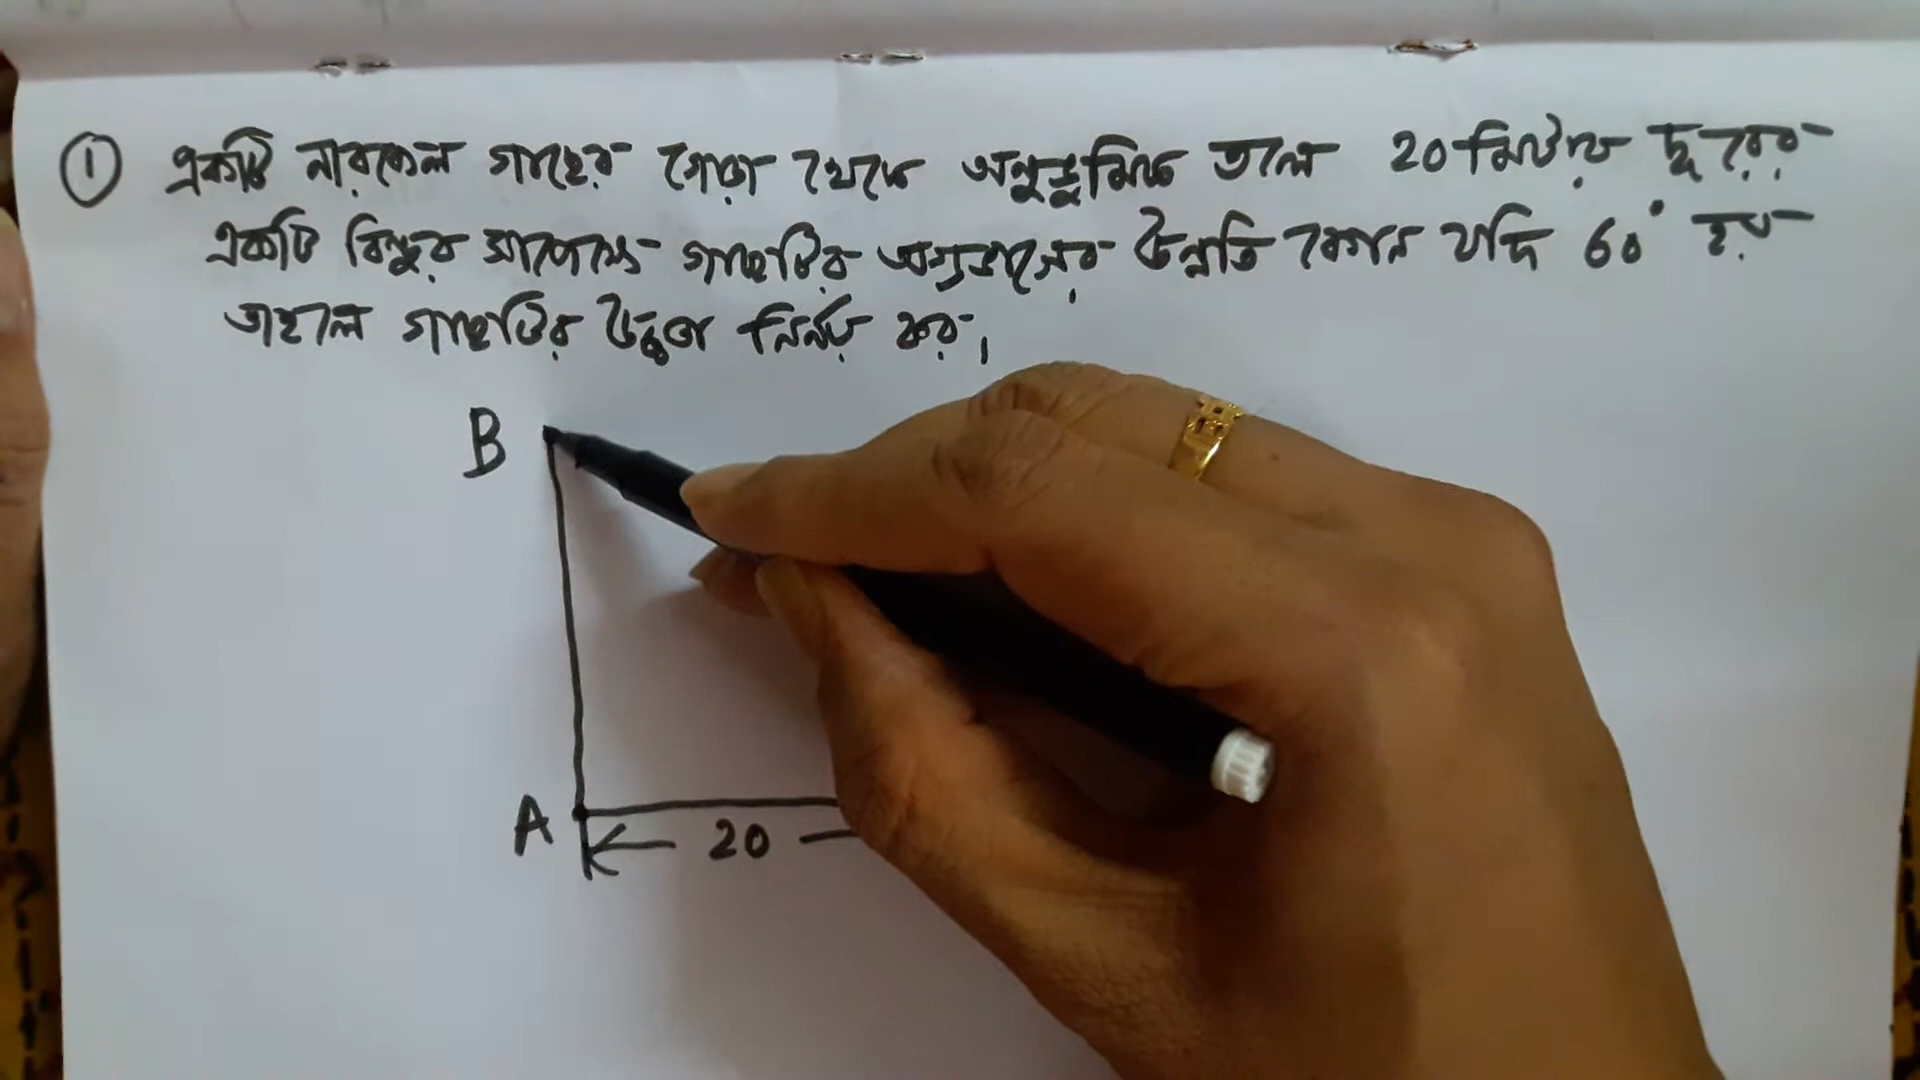 ① একটি নারকেল গাছের গোড়া থেকে অনুভূমিক তলে 20 মিটার দূরের
একটি বিন্দুর সাপেক্ষে গাছটির অগ্রভাগের উন্নতি কোণ যদি 60° হয়
তাহলে গাছটির উচ্চতা নির্ণয় কর।
B
A
20